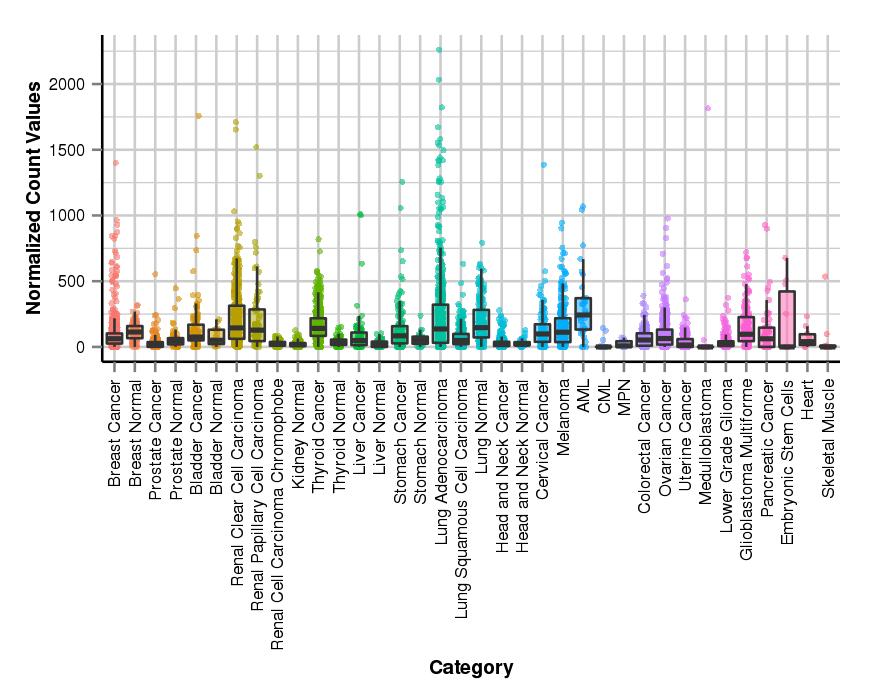 Normalized Count Values
2000
1500
1000
500
0
Breast Cancer
Breast Normal
Prostate Cancer
Prostate Normal
Bladder Cancer
Bladder Normal
Renal Clear Cell Carcinoma
Renal Papillary Cell Carcinoma
Renal Cell Carcinoma Chromophobe
Kidney Normal
Thyroid Cancer
Thyroid Normal
Liver Cancer
Liver Normal
Stomach Cancer
Stomach Normal
Lung Adenocarcinoma
Lung Squamous Cell Carcinoma
Lung Normal
Head and Neck Cancer
Head and Neck Normal
Cervical Cancer
Melanoma
AML
CML
MPN
Colorectal Cancer
Ovarian Cancer
Uterine Cancer
Medulloblastoma
Lower Grade Glioma
Glioblastoma Multiforme
Pancreatic Cancer
Embryonic Stem Cells
Heart
Skeletal Muscle
Category